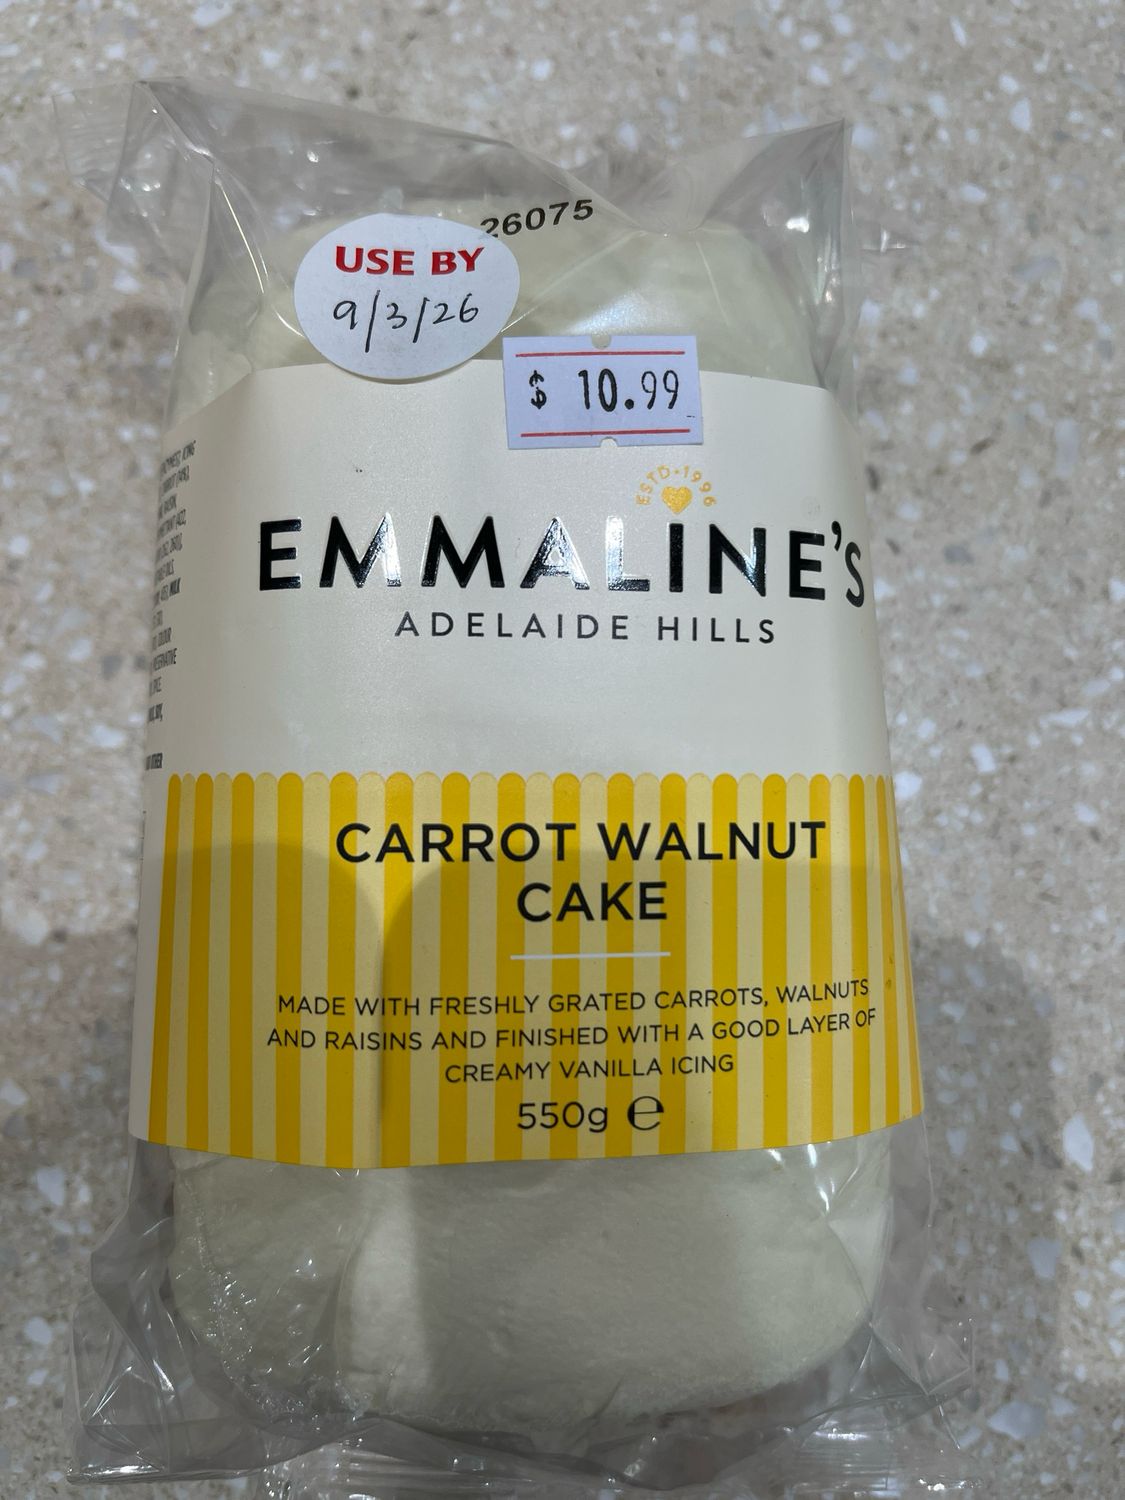 26075
USE BY
9/3/26
$ 10.99
ESTD·1996
EMMALINE'S
ADELAIDE HILLS
CARROT WALNUT
CAKE
MADE WITH FRESHLY GRATED CARROTS, WALNUTS
AND RAISINS AND FINISHED WITH A GOOD LAYER OF
CREAMY VANILLA ICING
550g ℮